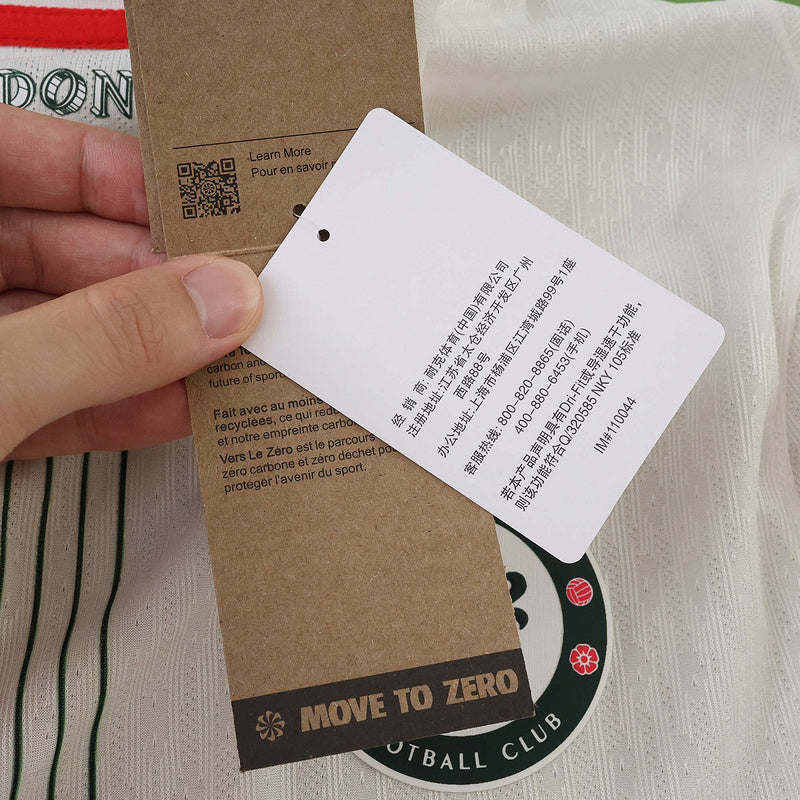 DON
Learn More
Pour en savoir
carbon and
future of sport
Fait avec au moins
recyclées, ce qui redu
et notre empreinte carbo
Vers Le Zéro est le parcours
zéro carbone et zéro déchet po
protéger l'avenir du sport.
MOVE TO ZERO
经 销 商: 耐克体育(中国)有限公司
注册地址:江苏省太仓经济开发区广州
西路88号
办公地址:上海市杨浦区江湾城路99号1座
客服热线: 800-820-8865(固话)
400-880-6453(手机)
若本产品声明具有Dri-Fit或导湿速干功能,
则该功能符合Q/320585 NKY 105标准
IM#110044
OTBALL CLUB